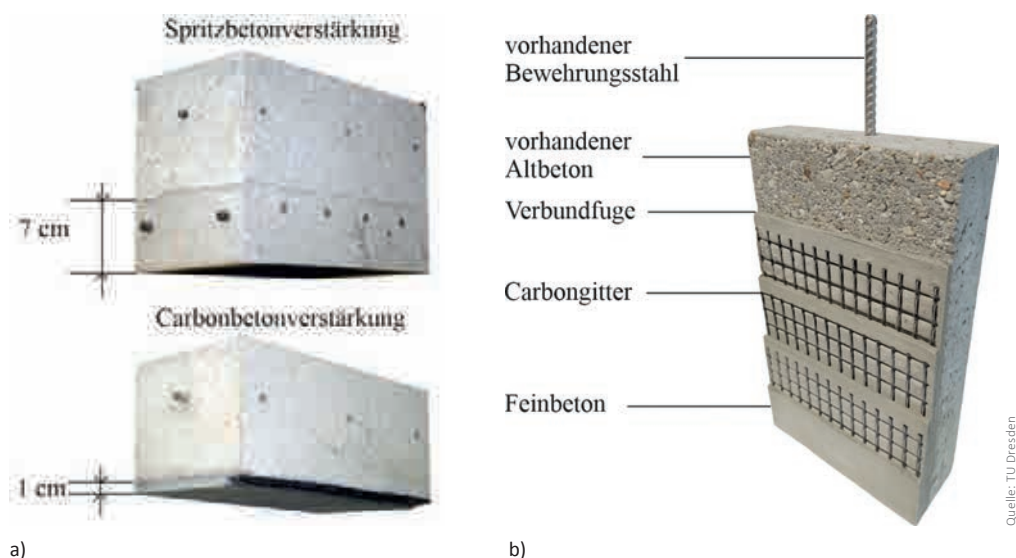 Spritzbetonverstärkung
7 cm
Carbonbetonverstärkung
1 cm
a)
vorhandener
Bewehrungsstahl
vorhandener
Altbeton
Verbundfuge
Carbongitter
Feinbeton
b)
Quelle: TU Dresden